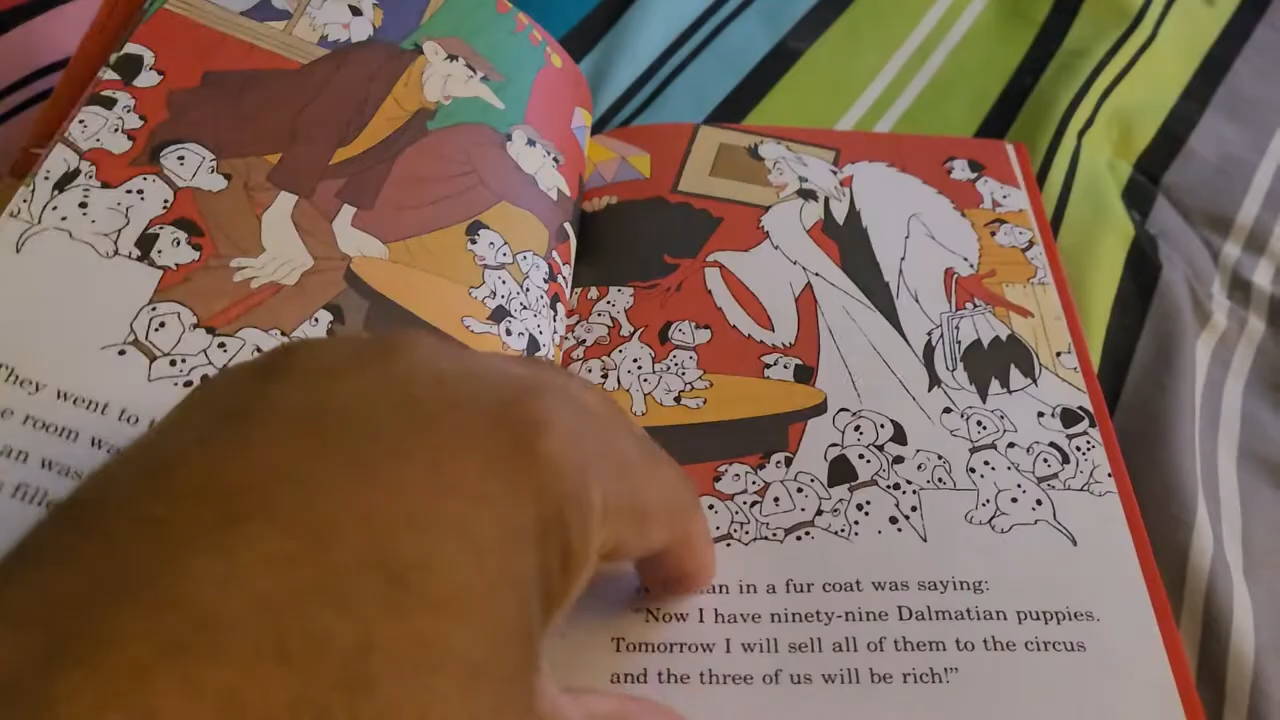 They went to
e room wa
an was
s fille
an in a fur coat was saying:
"Now I have ninety-nine Dalmatian puppies.
Tomorrow I will sell all of them to the circus
and the three of us will be rich!"